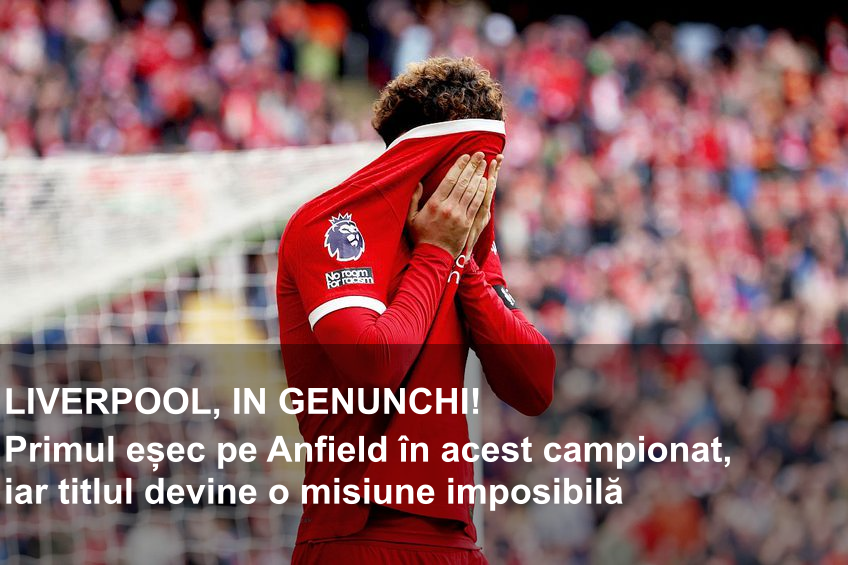 No room
for racism
LIVERPOOL, IN GENUNCHI!
Primul eșec pe Anfield în acest campionat,
iar titlul devine o misiune imposibilă